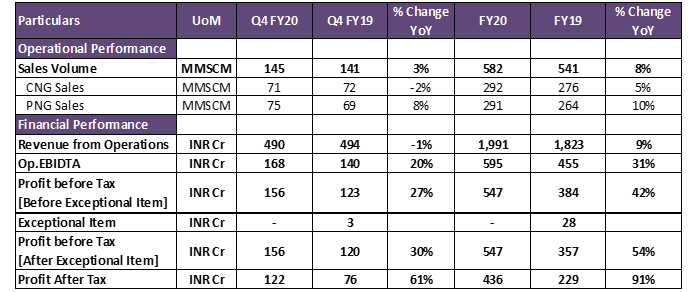 Particulars UoM Q4 FY20 Q4 FY19 % Change YoY FY20 FY19 % Change YoY
Operational Performance
Sales Volume MMSCM 145 141 3% 582 541 8%
CNG Sales MMSCM 71 72 -2% 292 276 5%
PNG Sales MMSCM 75 69 8% 291 264 10%
Financial Performance
Revenue from Operations INR Cr 490 494 -1% 1,991 1,823 9%
Op.EBIDTA INR Cr 168 140 20% 595 455 31%
Profit before Tax
[Before Exceptional Item] INR Cr 156 123 27% 547 384 42%
Exceptional Item INR Cr - 3 - 28
Profit before Tax
[After Exceptional Item] INR Cr 156 120 30% 547 357 54%
Profit After Tax INR Cr 122 76 61% 436 229 91%